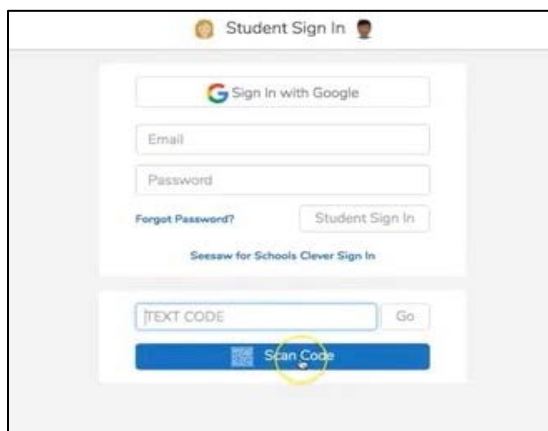 Student Sign In
Sign In with Google
Email
Password
Forgot Password? Student Sign In
Seesaw for Schools Clever Sign In
TEXT CODE Go
Scan Code